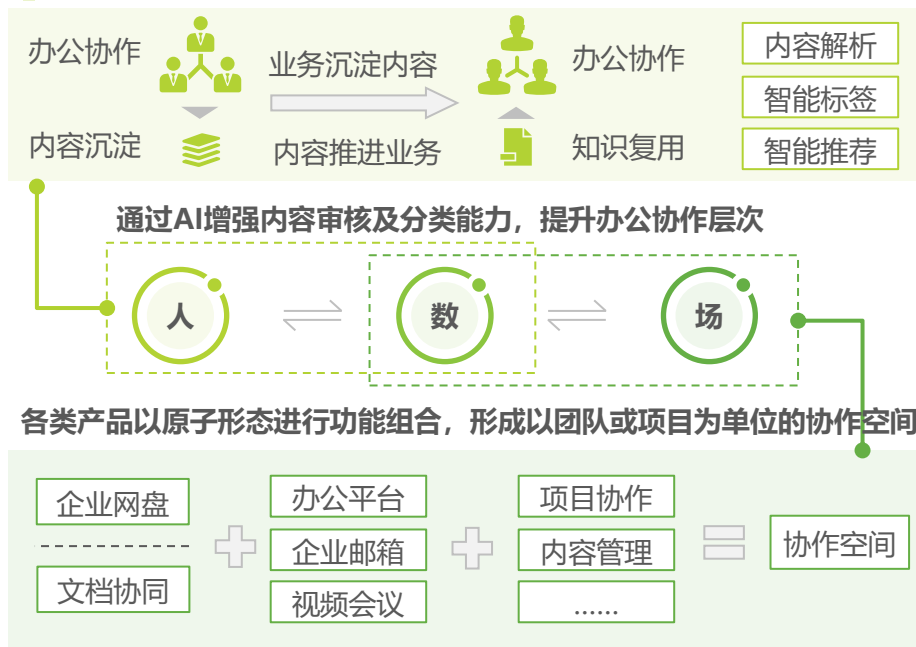 办公协作
业务沉淀内容
办公协作
内容解析
智能标签
内容沉淀
内容推进业务
知识复用
智能推荐
通过AI增强内容审核及分类能力，提升办公协作层次
人
数
场
各类产品以原子形态进行功能组合，形成以团队或项目为单位的协作空间
企业网盘
文档协同
办公平台
企业邮箱
视频会议
项目协作
内容管理
......
协作空间